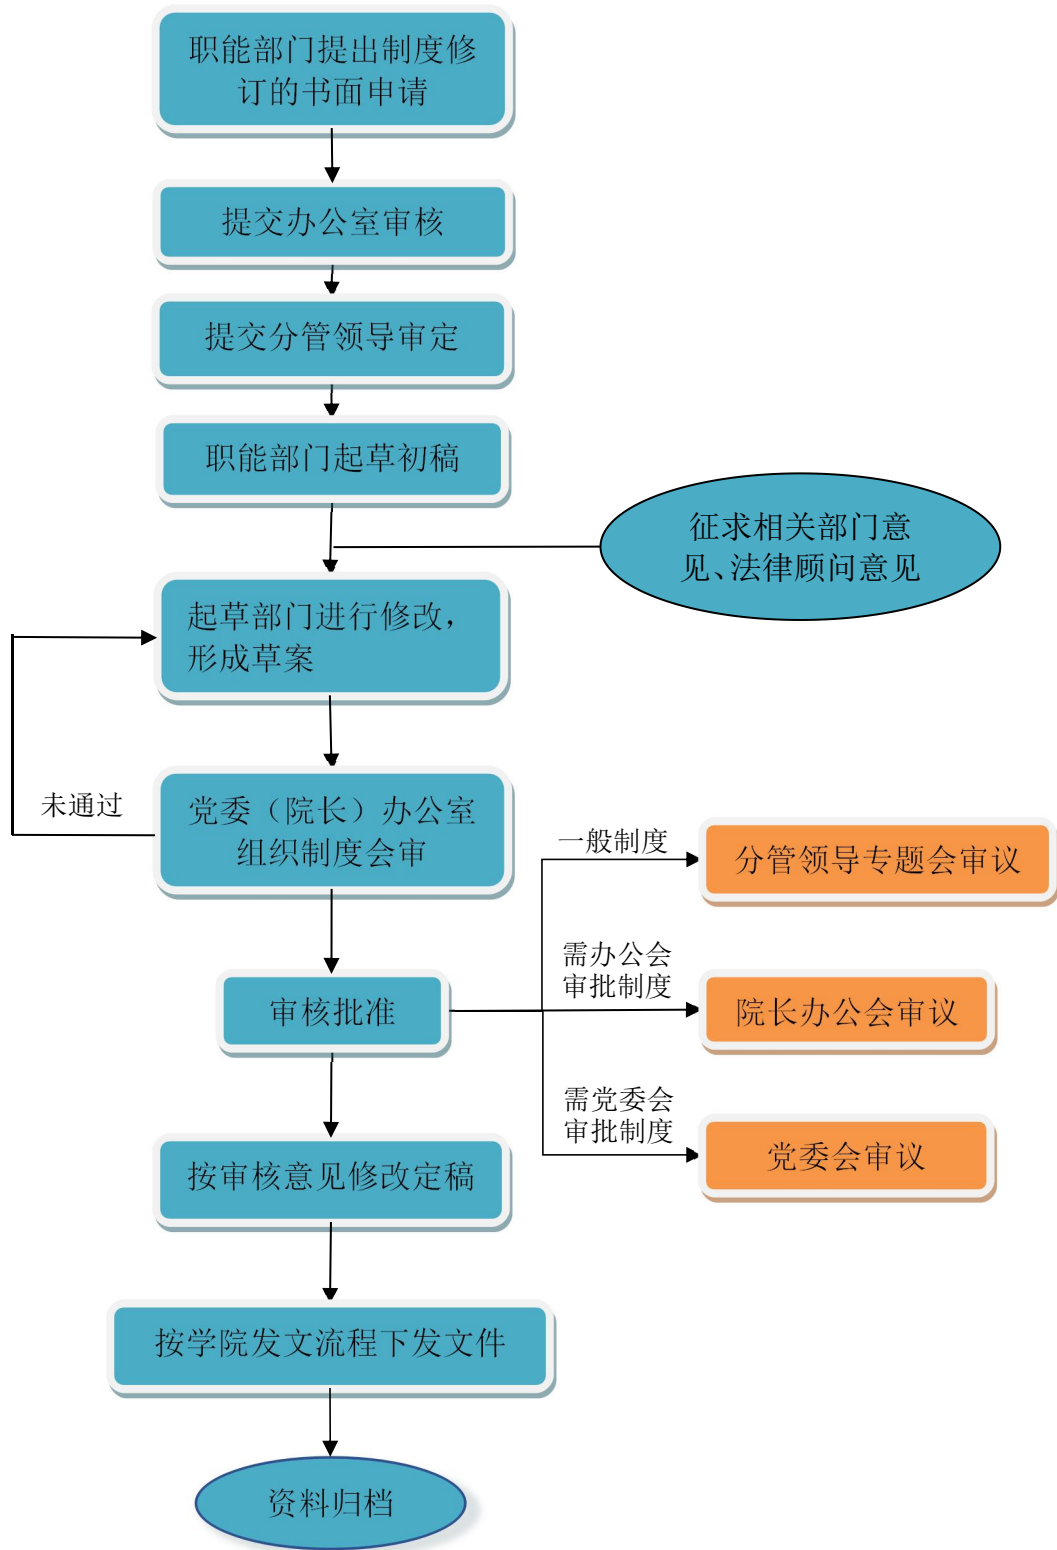 职能部门提出制度修
订的书面申请
提交办公室审核
提交分管领导审定
职能部门起草初稿
征求相关部门意
见、法律顾问意见
起草部门进行修改,
形成草案
未通过
党委（院长）办公室
组织制度会审
一般制度
分管领导专题会审议
需办公会
审批制度
审核批准
院长办公会审议
需党委会
审批制度
党委会审议
按审核意见修改定稿
按学院发文流程下发文件
资料归档